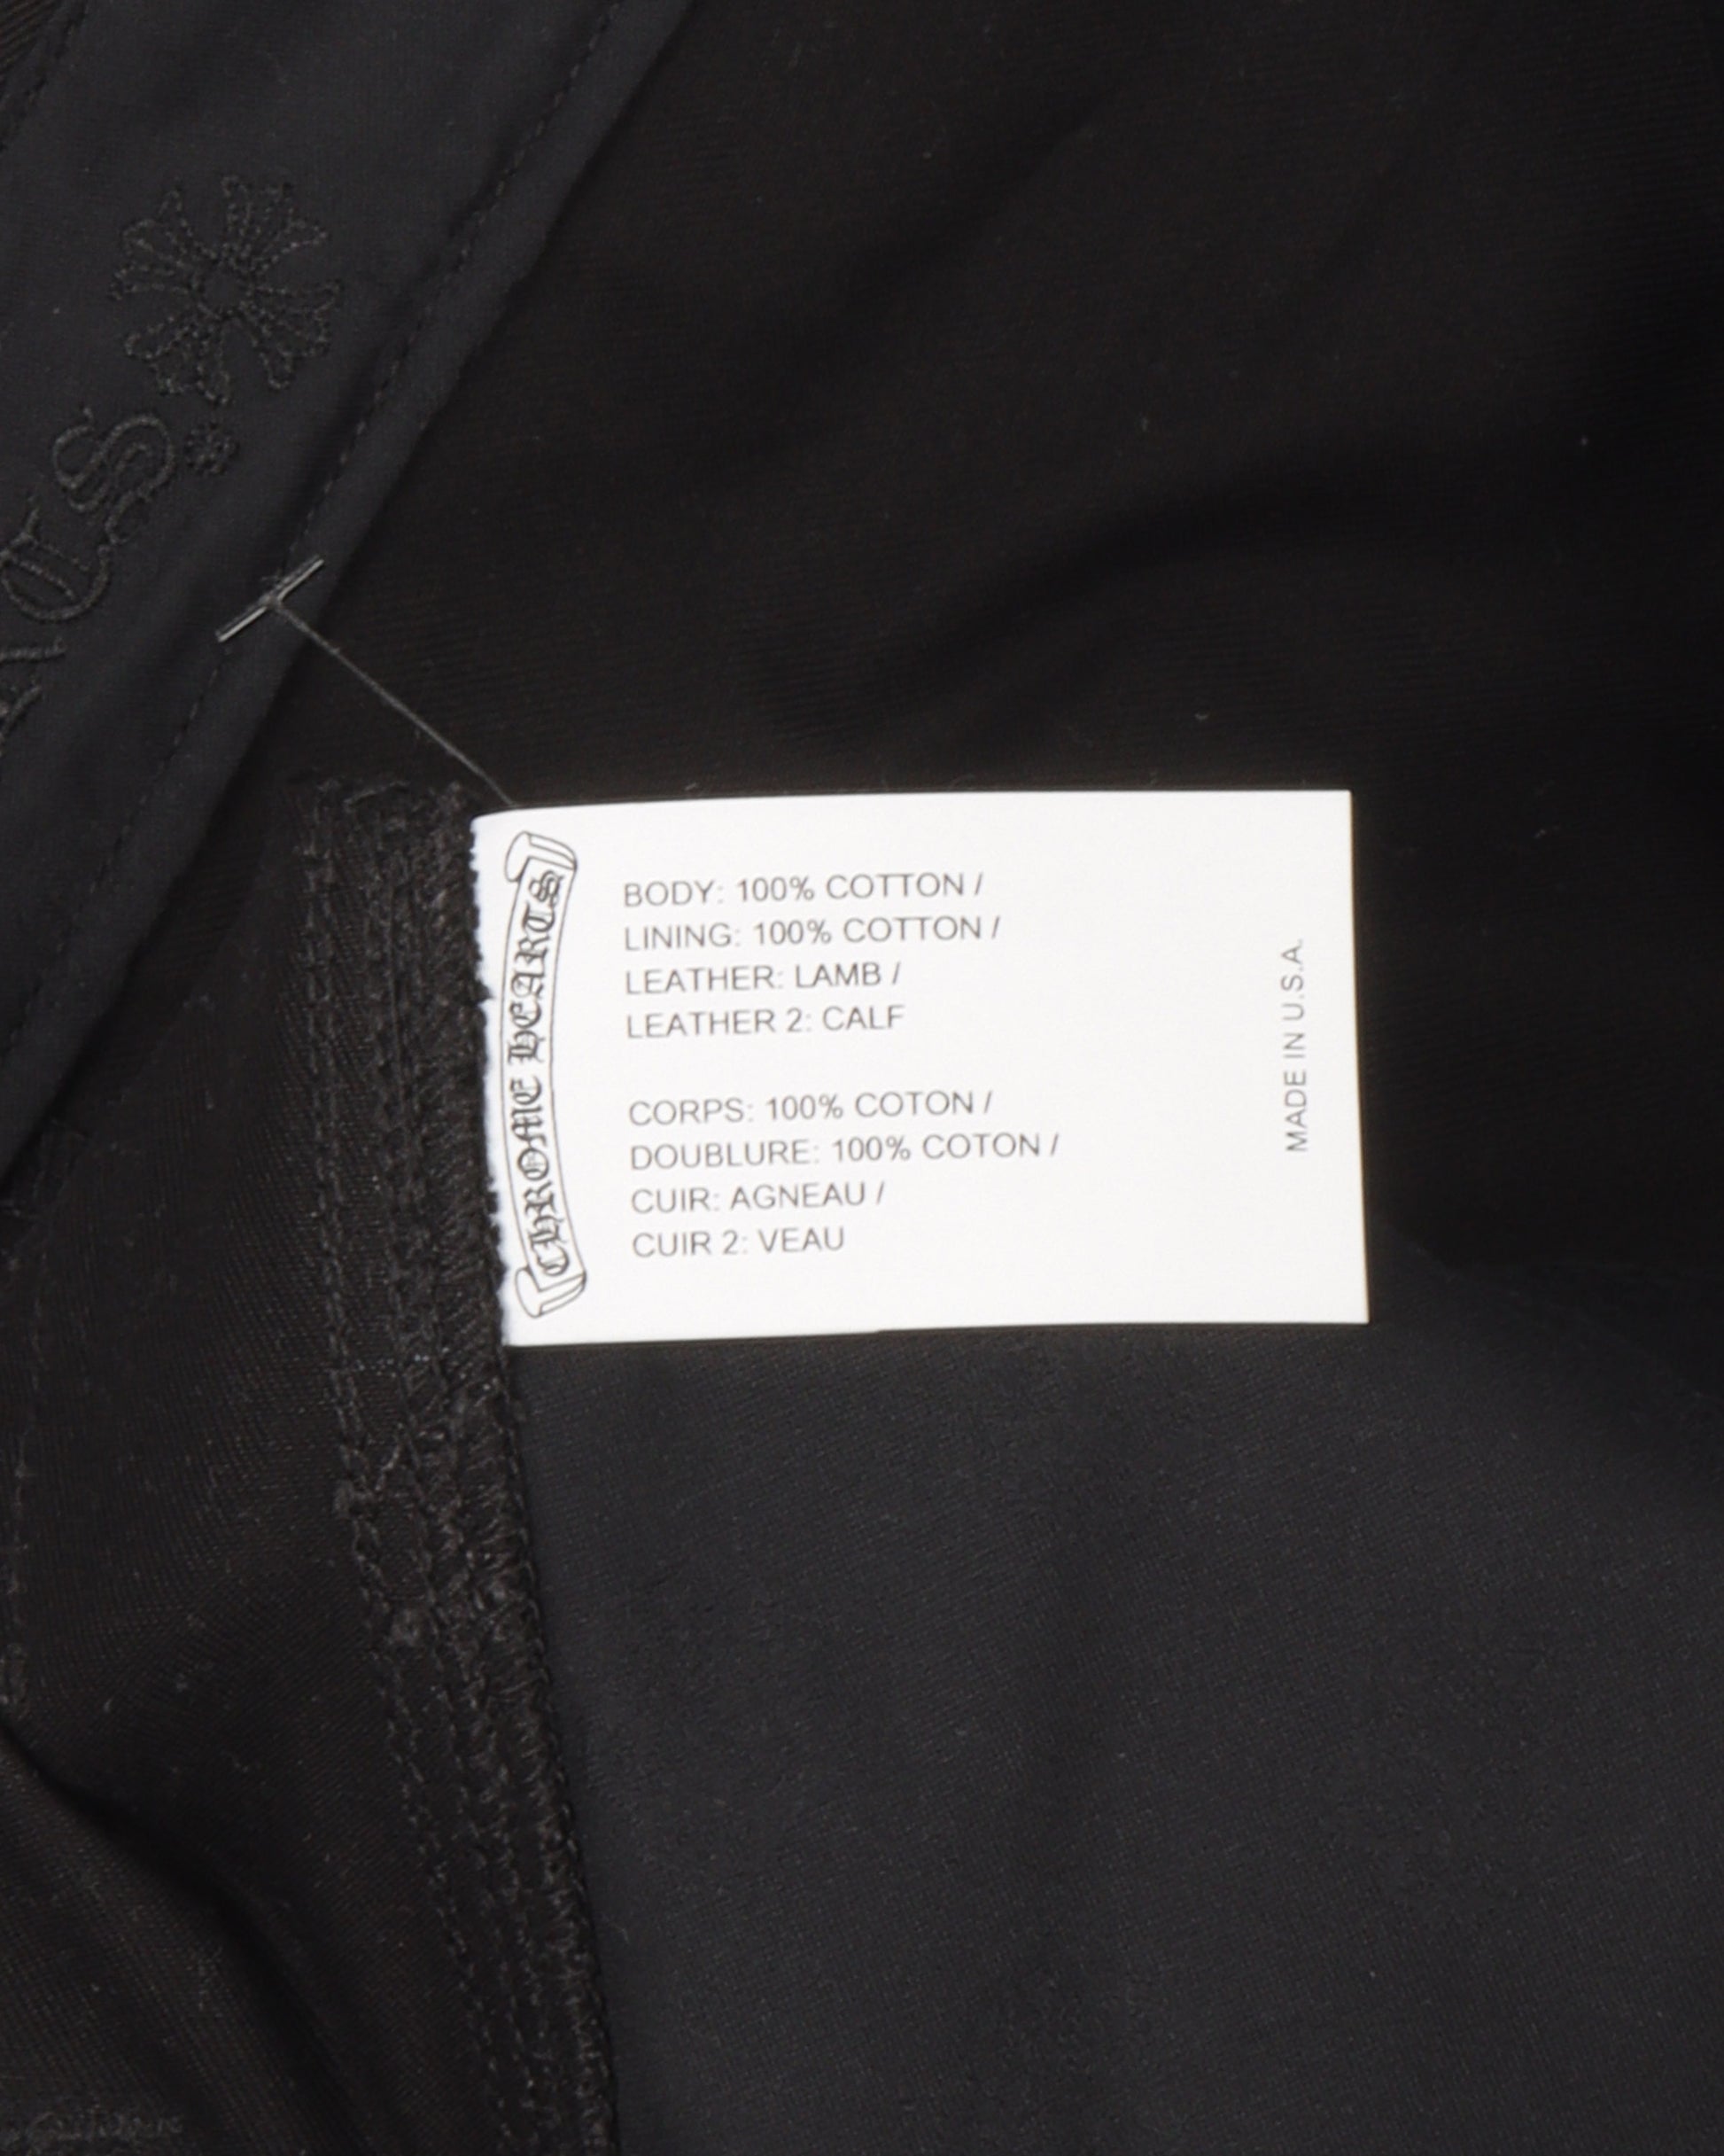 CHROME HEARTS
BODY: 100% COTTON /
LINING: 100% COTTON /
LEATHER: LAMB /
LEATHER 2: CALF
CORPS: 100% COTON /
DOUBLURE: 100% COTON /
CUIR: AGNEAU /
CUIR 2: VEAU
MADE IN U.S.A.